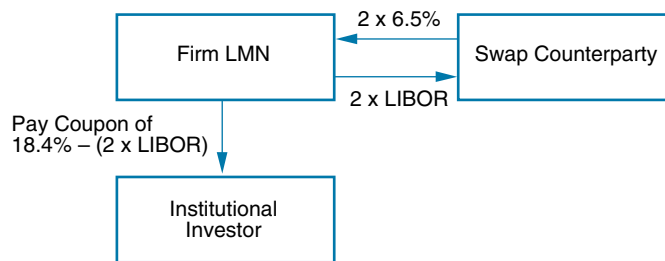 2 x 6.5%
Firm LMN
Swap Counterparty
2 x LIBOR
Pay Coupon of
18.4% – (2 x LIBOR)
Institutional
Investor